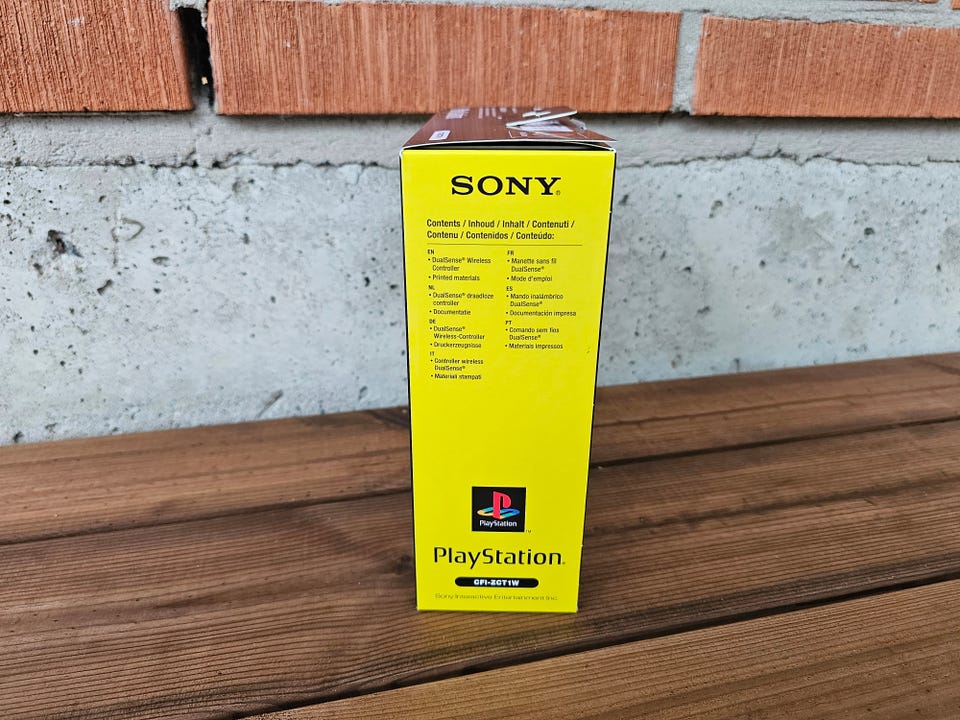 SONY®
Contents / Inhoud / Inhalt / Contenuti /
Contenu / Contenidos / Conteúdo:
EN
• DualSense® Wireless
Controller
• Printed materials
NL
• DualSense® draadloze
controller
• Documentatie
DE
• DualSense®
Wireless-Controller
• Druckerzeugnisse
IT
• Controller wireless
DualSense®
• Materiali stampati
FR
• Manette sans fil
DualSense®
• Mode d'emploi
ES
• Mando inalámbrico
DualSense®
• Documentación impresa
PT
• Comando sem fios
DualSense®
• Materiais impressos
PlayStation™
PlayStation®
CFI-ZCT1W
Sony Interactive Entertainment Inc.